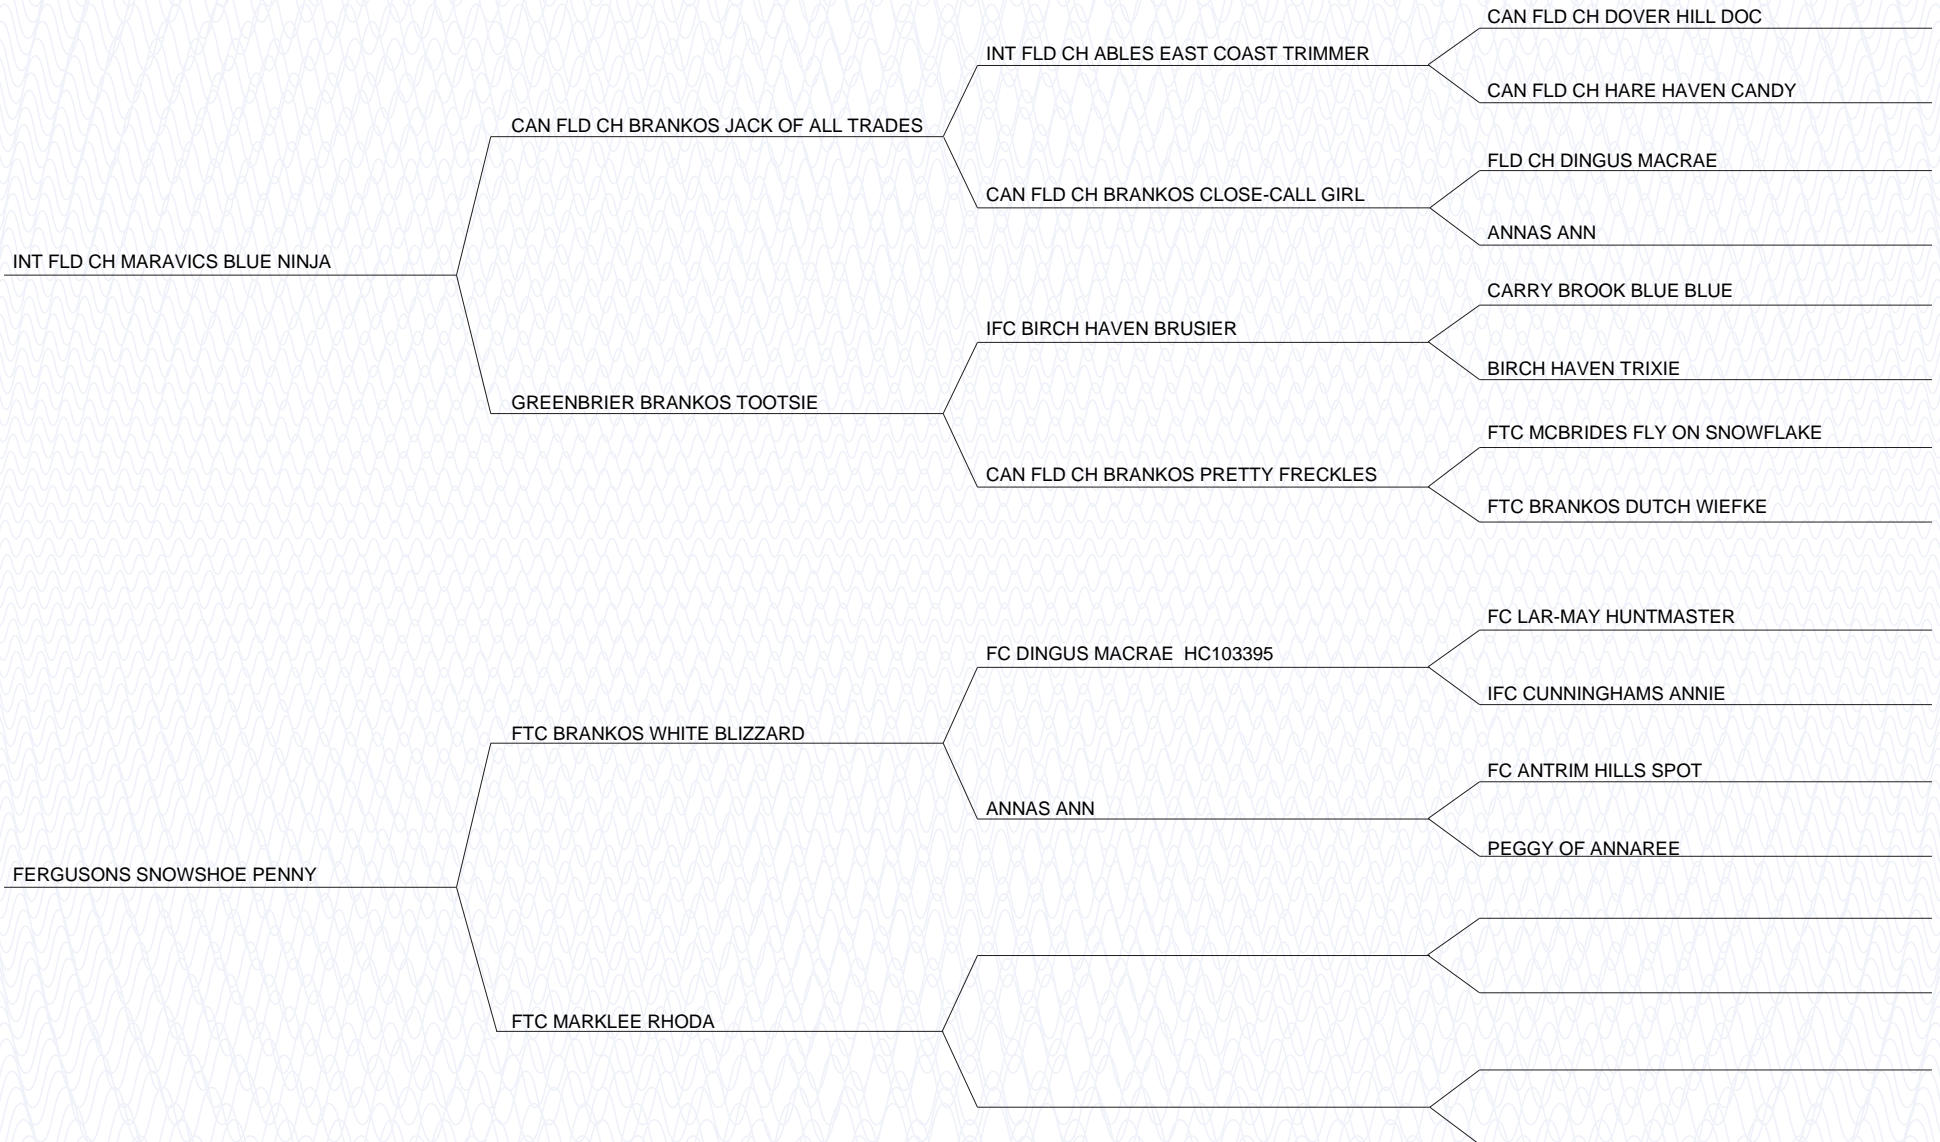 CAN FLD CH DOVER HILL DOC
INT FLD CH ABLES EAST COAST TRIMMER
CAN FLD CH HARE HAVEN CANDY
CAN FLD CH BRANKOS JACK OF ALL TRADES
FLD CH DINGUS MACRAE
CAN FLD CH BRANKOS CLOSE-CALL GIRL
ANNAS ANN
INT FLD CH MARAVICS BLUE NINJA
CARRY BROOK BLUE BLUE
IFC BIRCH HAVEN BRUSIER
BIRCH HAVEN TRIXIE
GREENBRIER BRANKOS TOOTSIE
FTC MCBRIDES FLY ON SNOWFLAKE
CAN FLD CH BRANKOS PRETTY FRECKLES
FTC BRANKOS DUTCH WIEFKE
FC LAR-MAY HUNTMASTER
FC DINGUS MACRAE  HC103395
IFC CUNNINGHAMS ANNIE
FTC BRANKOS WHITE BLIZZARD
FC ANTRIM HILLS SPOT
ANNAS ANN
PEGGY OF ANNAREE
FERGUSONS SNOWSHOE PENNY
FTC MARKLEE RHODA